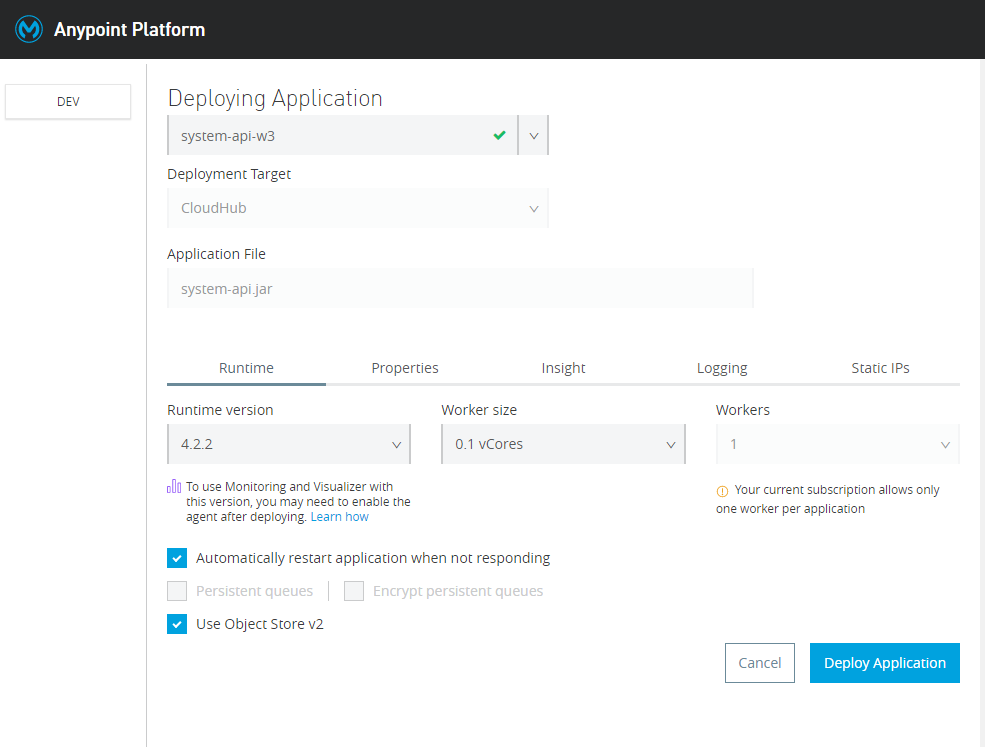 Anypoint Platform
DEV
Deploying Application
system-api-w3
Deployment Target
CloudHub
Application File
system-api.jar
Runtime Properties Insight Logging Static IPs
Runtime version Worker size Workers
4.2.2 0.1 vCores 1
To use Monitoring and Visualizer with
this version, you may need to enable the
agent after deploying. Learn how
Your current subscription allows only
one worker per application
Automatically restart application when not responding
Persistent queues Encrypt persistent queues
Use Object Store v2
Cancel Deploy Application